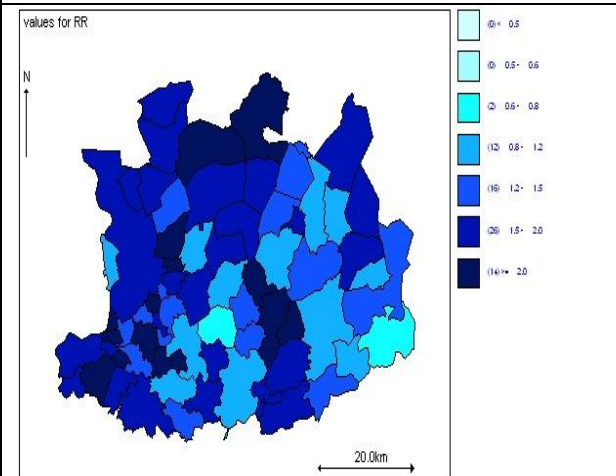 values for RR
N
(0) < 0.5
(0) 0.5 - 0.6
(2) 0.6 - 0.8
(12) 0.8 - 1.2
(16) 1.2 - 1.5
(26) 1.5 - 2.0
(14) >= 2.0
20.0km